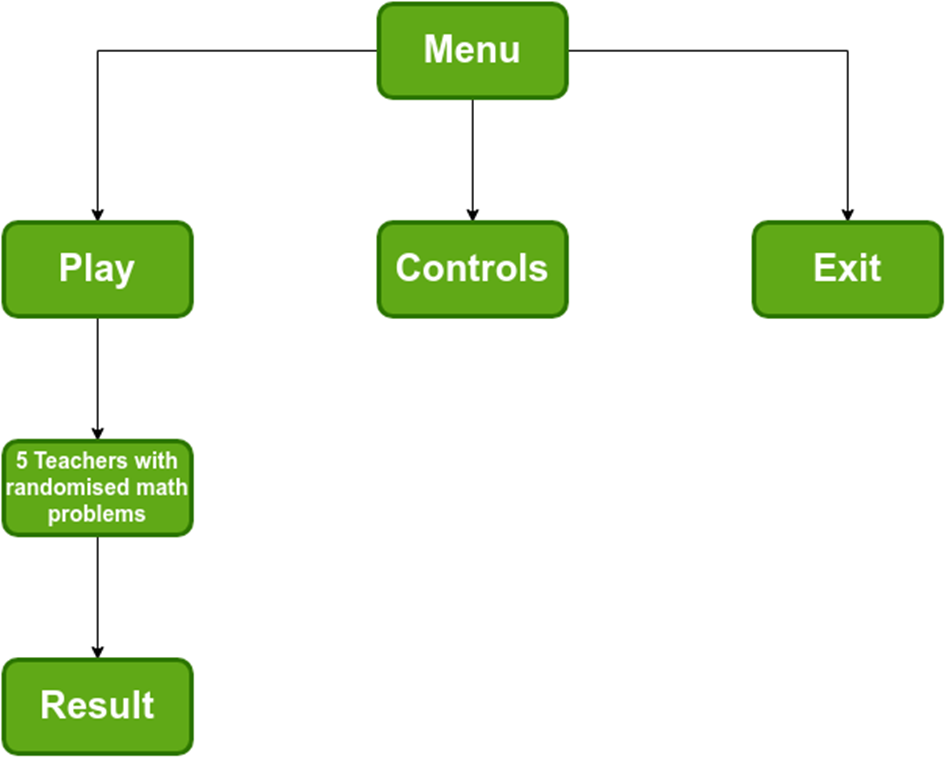 Menu
Play
Controls
Exit
5 Teachers with
randomised math
problems
Result